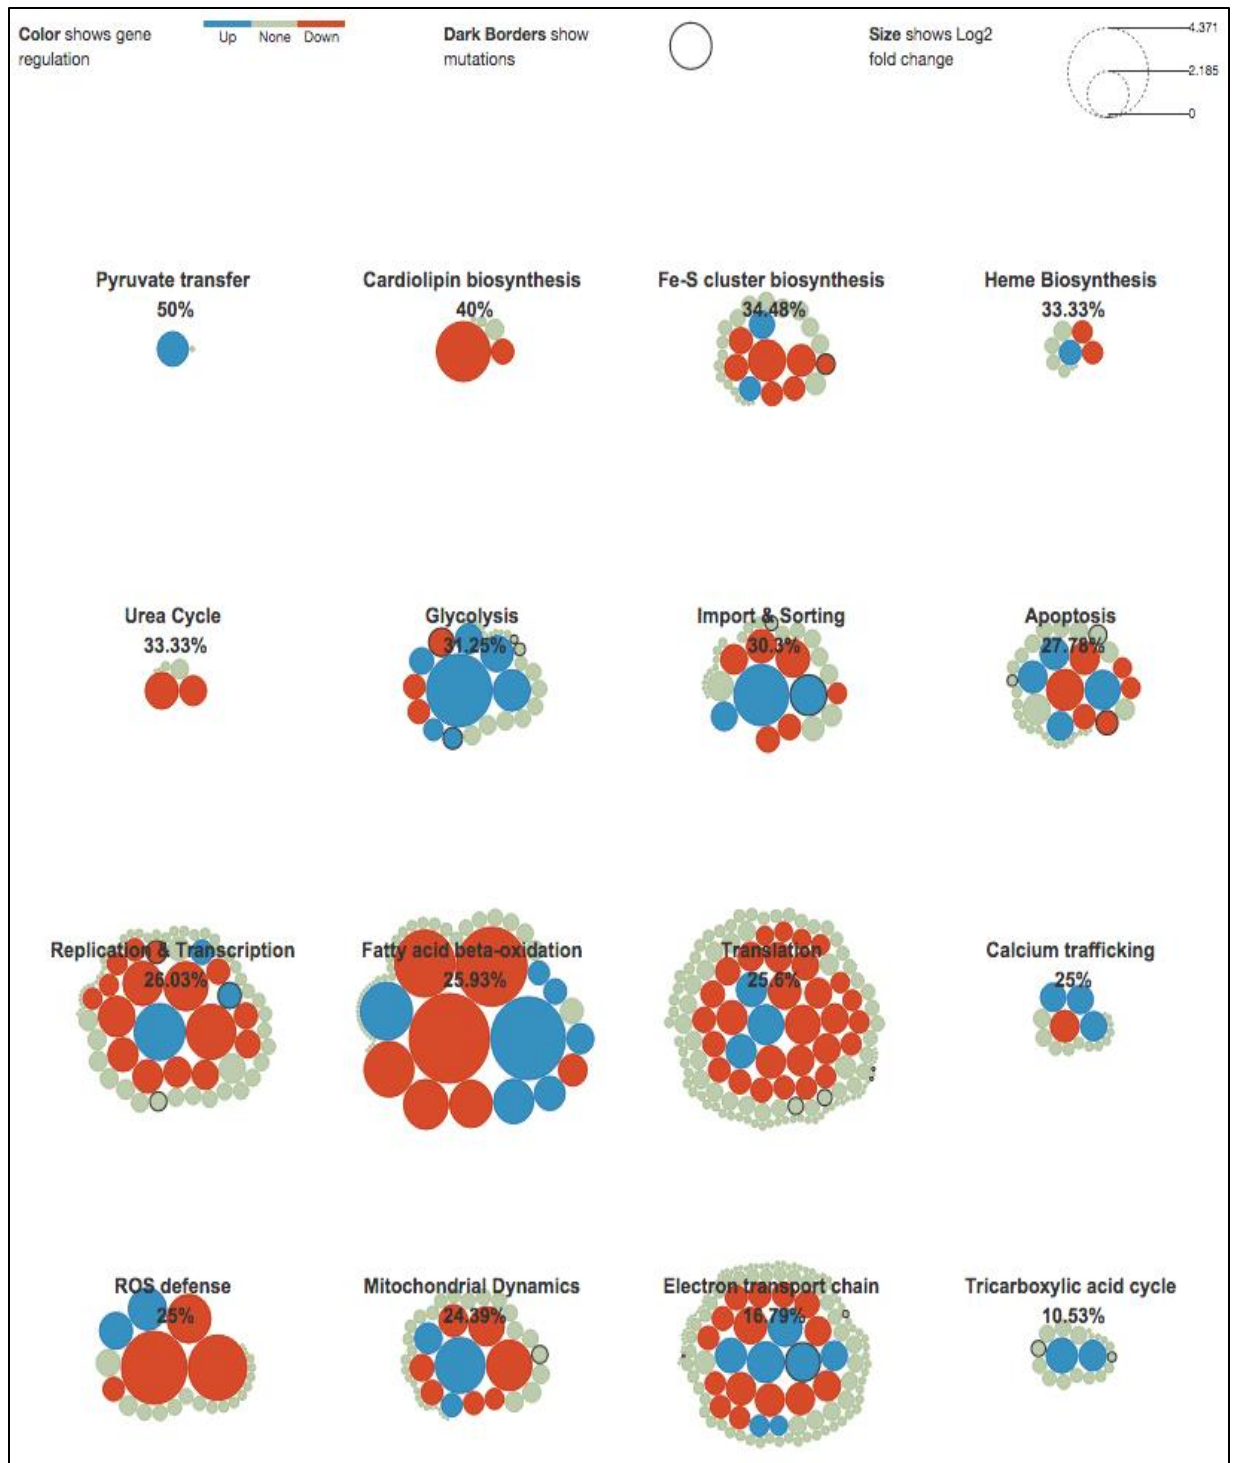 Color shows gene
regulation
Up None Down
Dark Borders show
mutations
Size shows Log2
fold change
4.371
2.185
0
Pyruvate transfer
50%
Cardiolipin biosynthesis
40%
Fe-S cluster biosynthesis
34.48%
Heme Biosynthesis
33.33%
Urea Cycle
33.33%
Glycolysis
31.25%
Import & Sorting
30.3%
Apoptosis
27.78%
Replication & Transcription
26.03%
Fatty acid beta-oxidation
25.93%
Translation
25.6%
Calcium trafficking
25%
ROS defense
25%
Mitochondrial Dynamics
24.39%
Electron transport chain
16.79%
Tricarboxylic acid cycle
10.53%